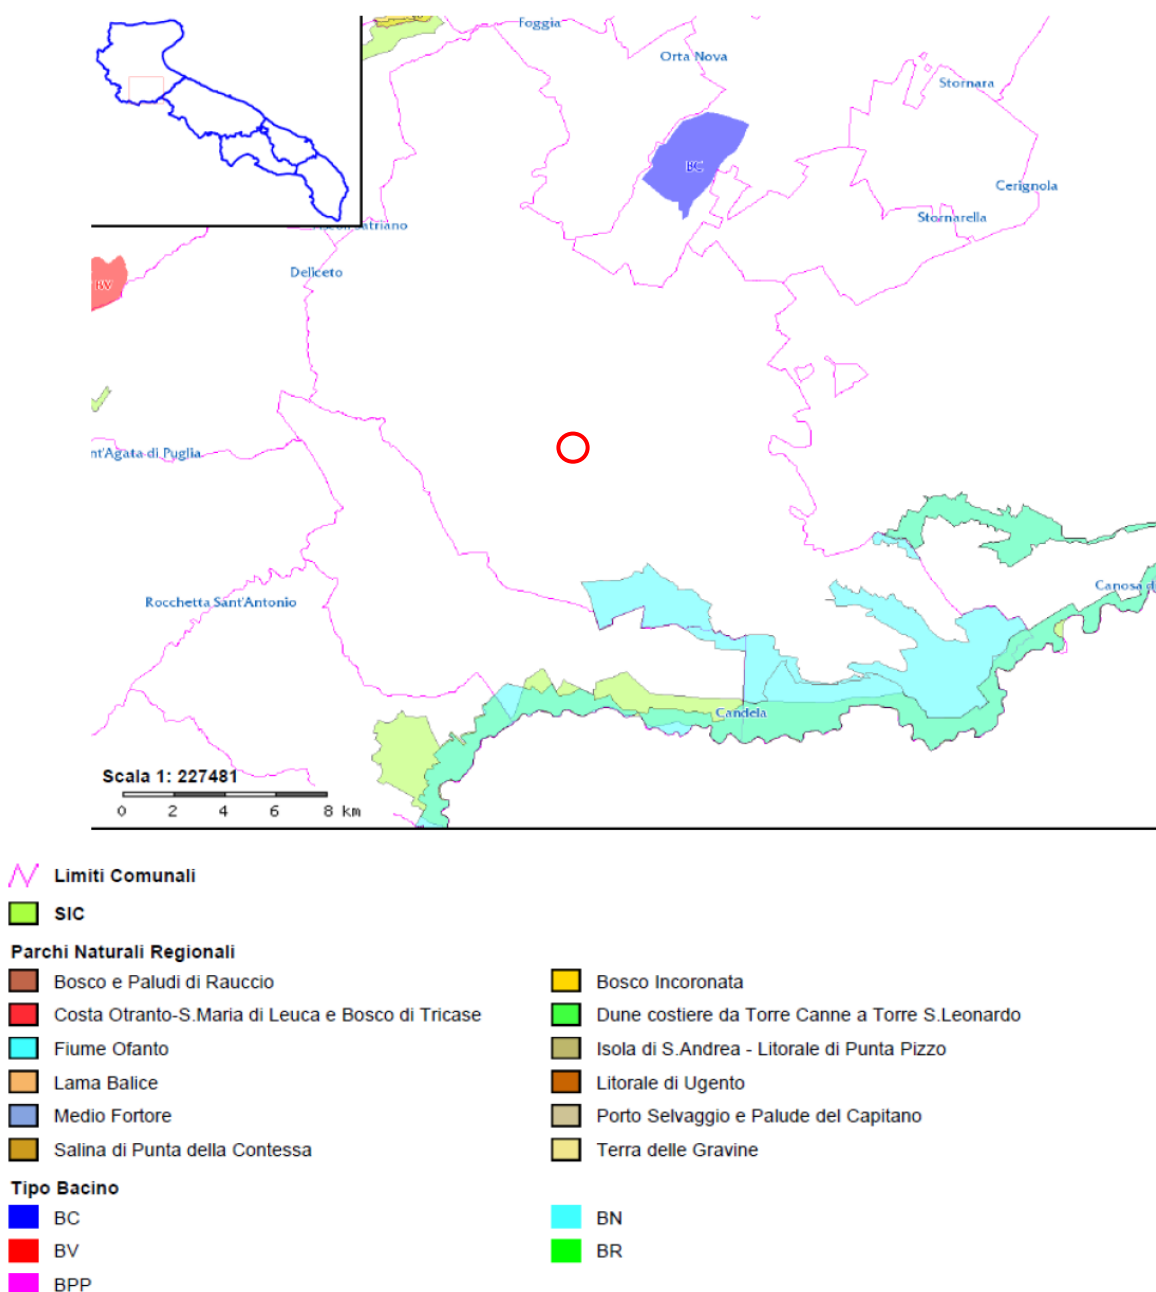 Foggia
Orta Nova
Stornara
BC
Cerignola
Stornarella
Satriano
Deliceto
BV
nt'Agata di Puglia
Rocchetta Sant'Antonio
Canosa d
Candela
Scala 1: 227481
0 2 4 6 8 km
Limiti Comunali
SIC
Parchi Naturali Regionali
Bosco e Paludi di Rauccio
Bosco Incoronata
Costa Otranto-S.Maria di Leuca e Bosco di Tricase
Dune costiere da Torre Canne a Torre S.Leonardo
Fiume Ofanto
Isola di S.Andrea - Litorale di Punta Pizzo
Lama Balice
Litorale di Ugento
Medio Fortore
Porto Selvaggio e Palude del Capitano
Salina di Punta della Contessa
Terra delle Gravine
Tipo Bacino
BC
BN
BV
BR
BPP